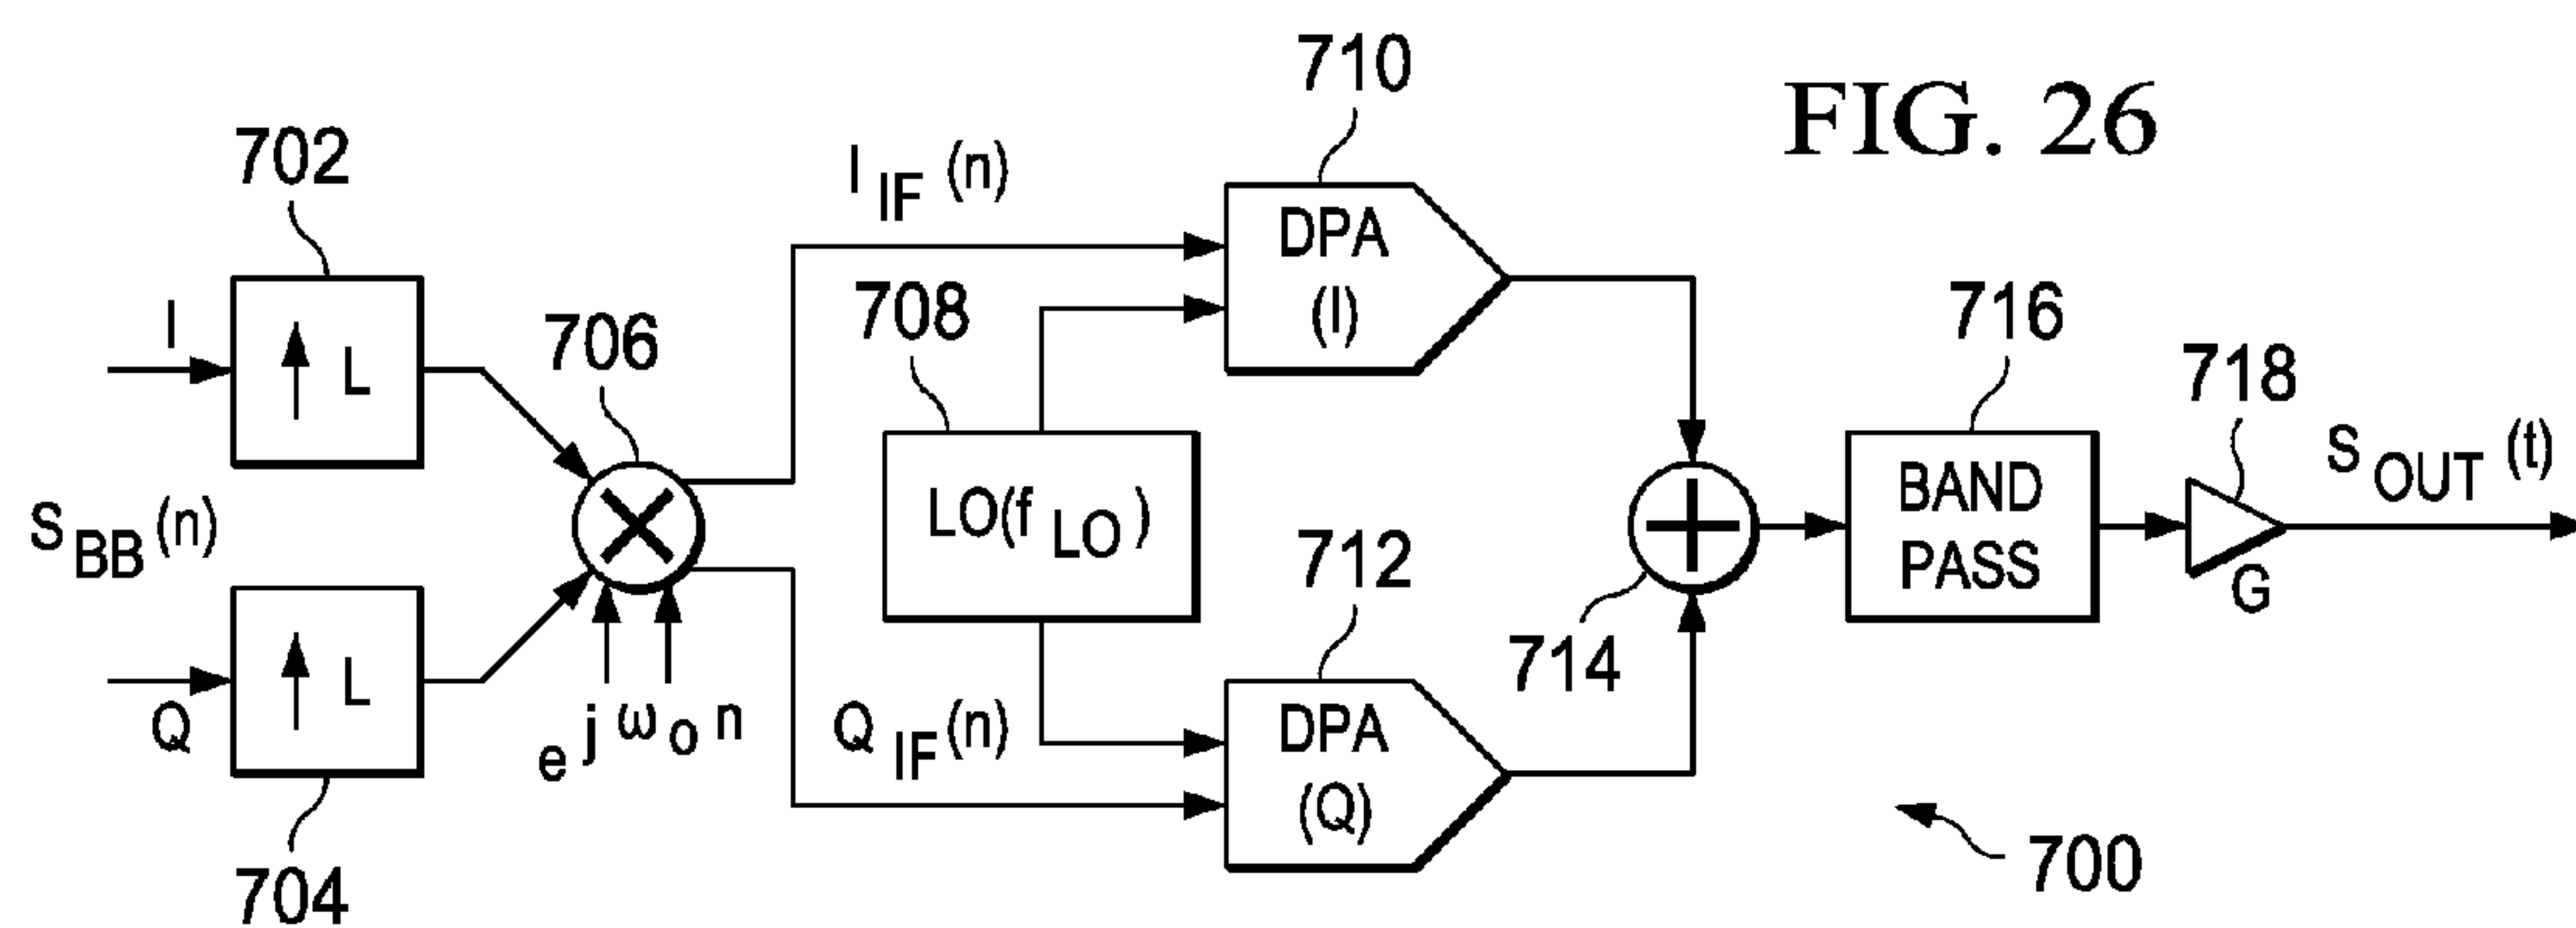 FIG. 26
702
I
L
S BB (n)
Q
L
704
706
e j ω o n
I IF (n)
708
LO(f LO )
Q IF (n)
710
DPA
(I)
712
DPA
(Q)
714
716
BAND
PASS
718
G
S OUT (t)
700